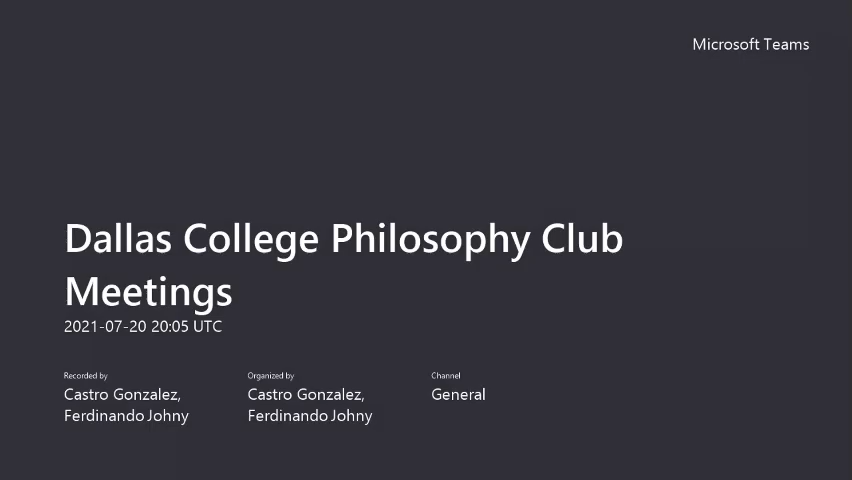 Microsoft Teams
Dallas College Philosophy Club
Meetings
2021-07-20 20:05 UTC
Recorded by
Castro Gonzalez,
Ferdinando Johny
Organized by
Castro Gonzalez,
Ferdinando Johny
Channel
General